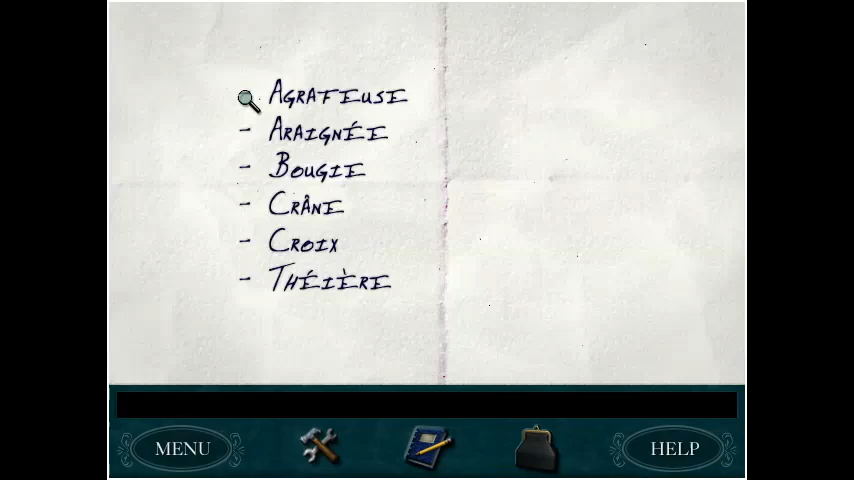 - AGRAFEUSE
- ARAIGNÉE
- BOUGIE
- CRÂNE
- CROIX
- THÉIÈRE
MENU
HELP